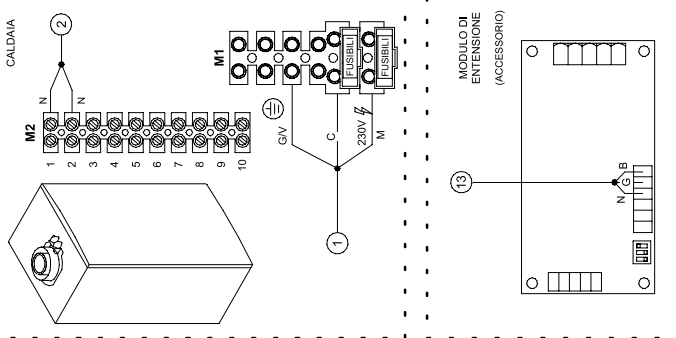 CALDAIA
2
N
N
M2
1
2
3
4
5
6
7
8
9
10
M1
FUSIBILI
FUSIBILI
G/V
C
230V
M
1
MODULO DI
ENTENSIONE
(ACCESSORIO)
13
N
G
B